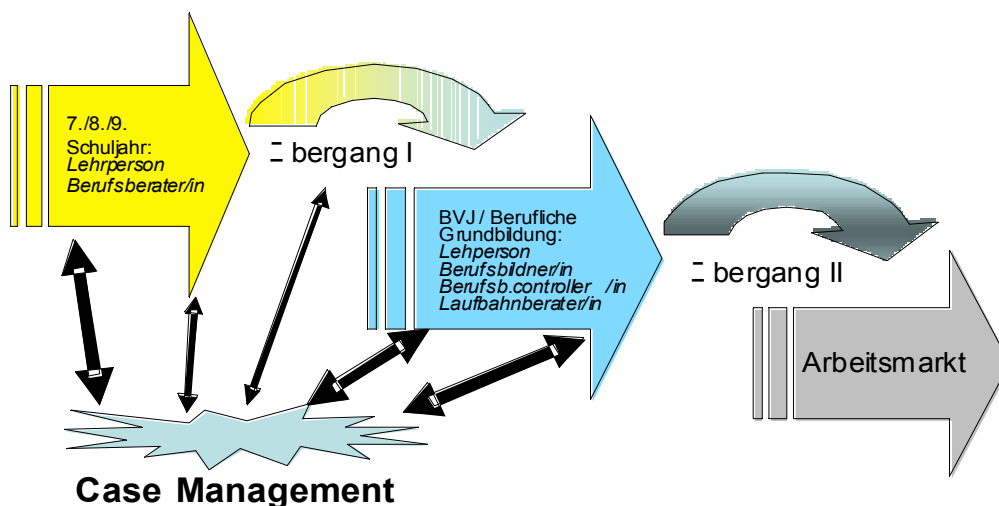 7./8./9.
Schuljahr:
Lehrperson
Berufsberater/in
Ξ bergang I
BVJ / Berufliche
Grundbildung:
Lehperson
Berufsbildner/in
Berufsb.controller /in
Laufbahnberater/in
Ξ bergang II
Arbeitsmarkt
Case Management